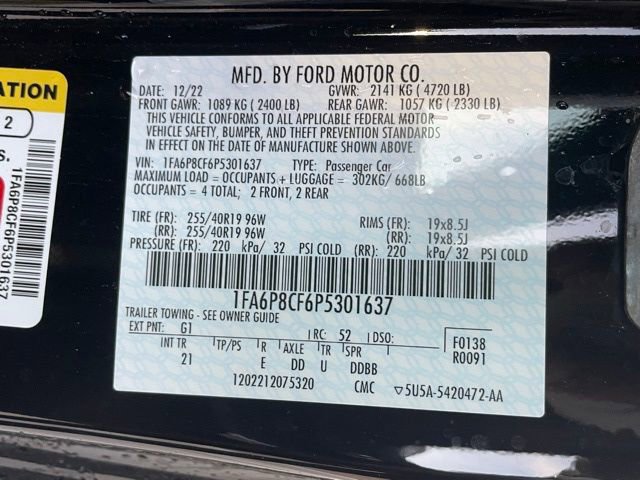 ATION
2
s.
1FA6P8CF6P5301637
MFD. BY FORD MOTOR CO.
DATE: 12/22 GVWR: 2141 KG ( 4720 LB)
FRONT GAWR: 1089 KG ( 2400 LB) REAR GAWR: 1057 KG ( 2330 LB)
THIS VEHICLE CONFORMS TO ALL APPLICABLE FEDERAL MOTOR
VEHICLE SAFETY, BUMPER, AND THEFT PREVENTION STANDARDS
IN EFFECT ON THE DATE OF MANUFACTURE SHOWN ABOVE.
VIN: 1FA6P8CF6P5301637 TYPE: Passenger Car
MAXIMUM LOAD = OCCUPANTS + LUGGAGE = 302KG/ 668LB
OCCUPANTS = 4 TOTAL; 2 FRONT, 2 REAR
TIRE (FR): 255/40R19 96W RIMS (FR): 19x8.5J
(RR): 255/40R19 96W (RR): 19x8.5J
PRESSURE (FR): 220 kPa/ 32 PSI COLD (RR): 220 kPa/ 32 PSI COLD
1FA6P8CF6P5301637
TRAILER TOWING - SEE OWNER GUIDE
EXT PNT: G1 RC: 52 DSO: F0138
INT TR TP/PS R AXLE TR SPR R0091
21 E DD U DDBB
1202212075320 CMC ▽5U5A-5420472-AA